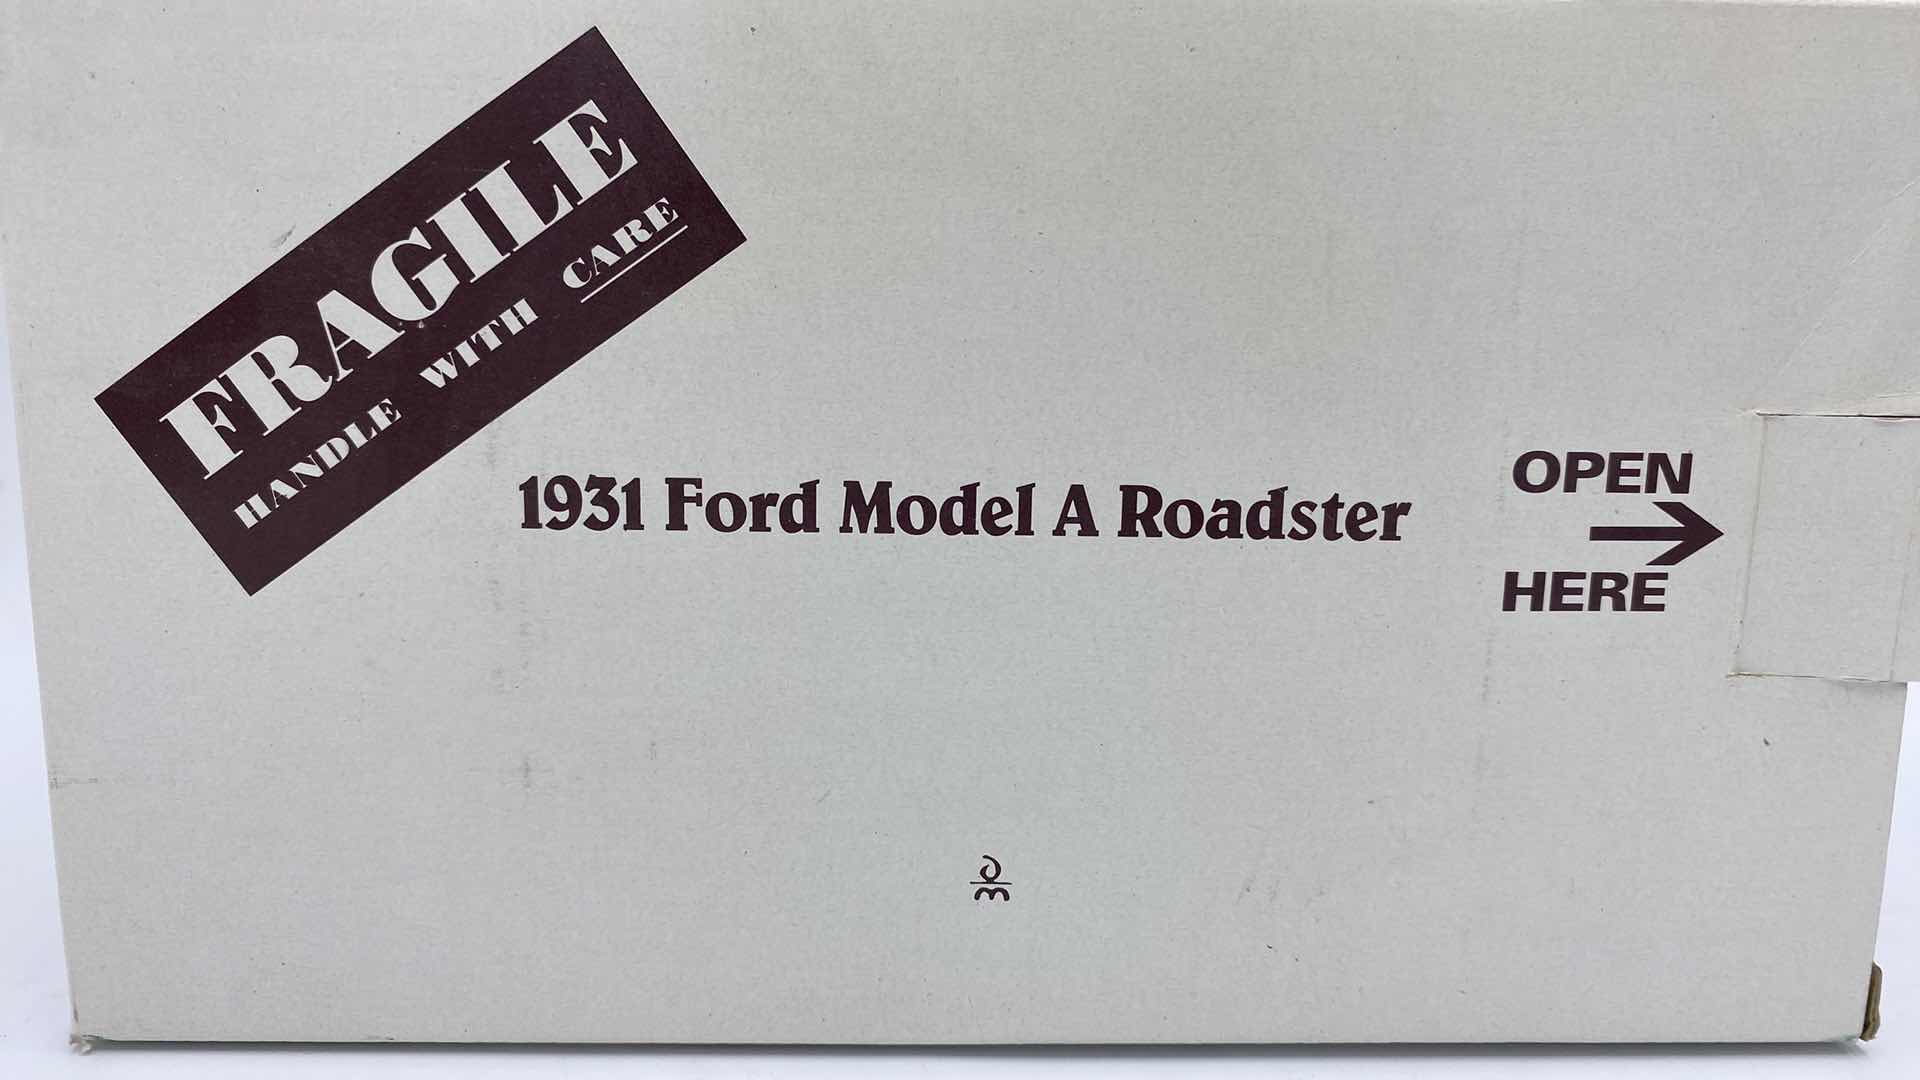 FRAGILE
HANDLE WITH CARE
1931 Ford Model A Roadster
OPEN
HERE